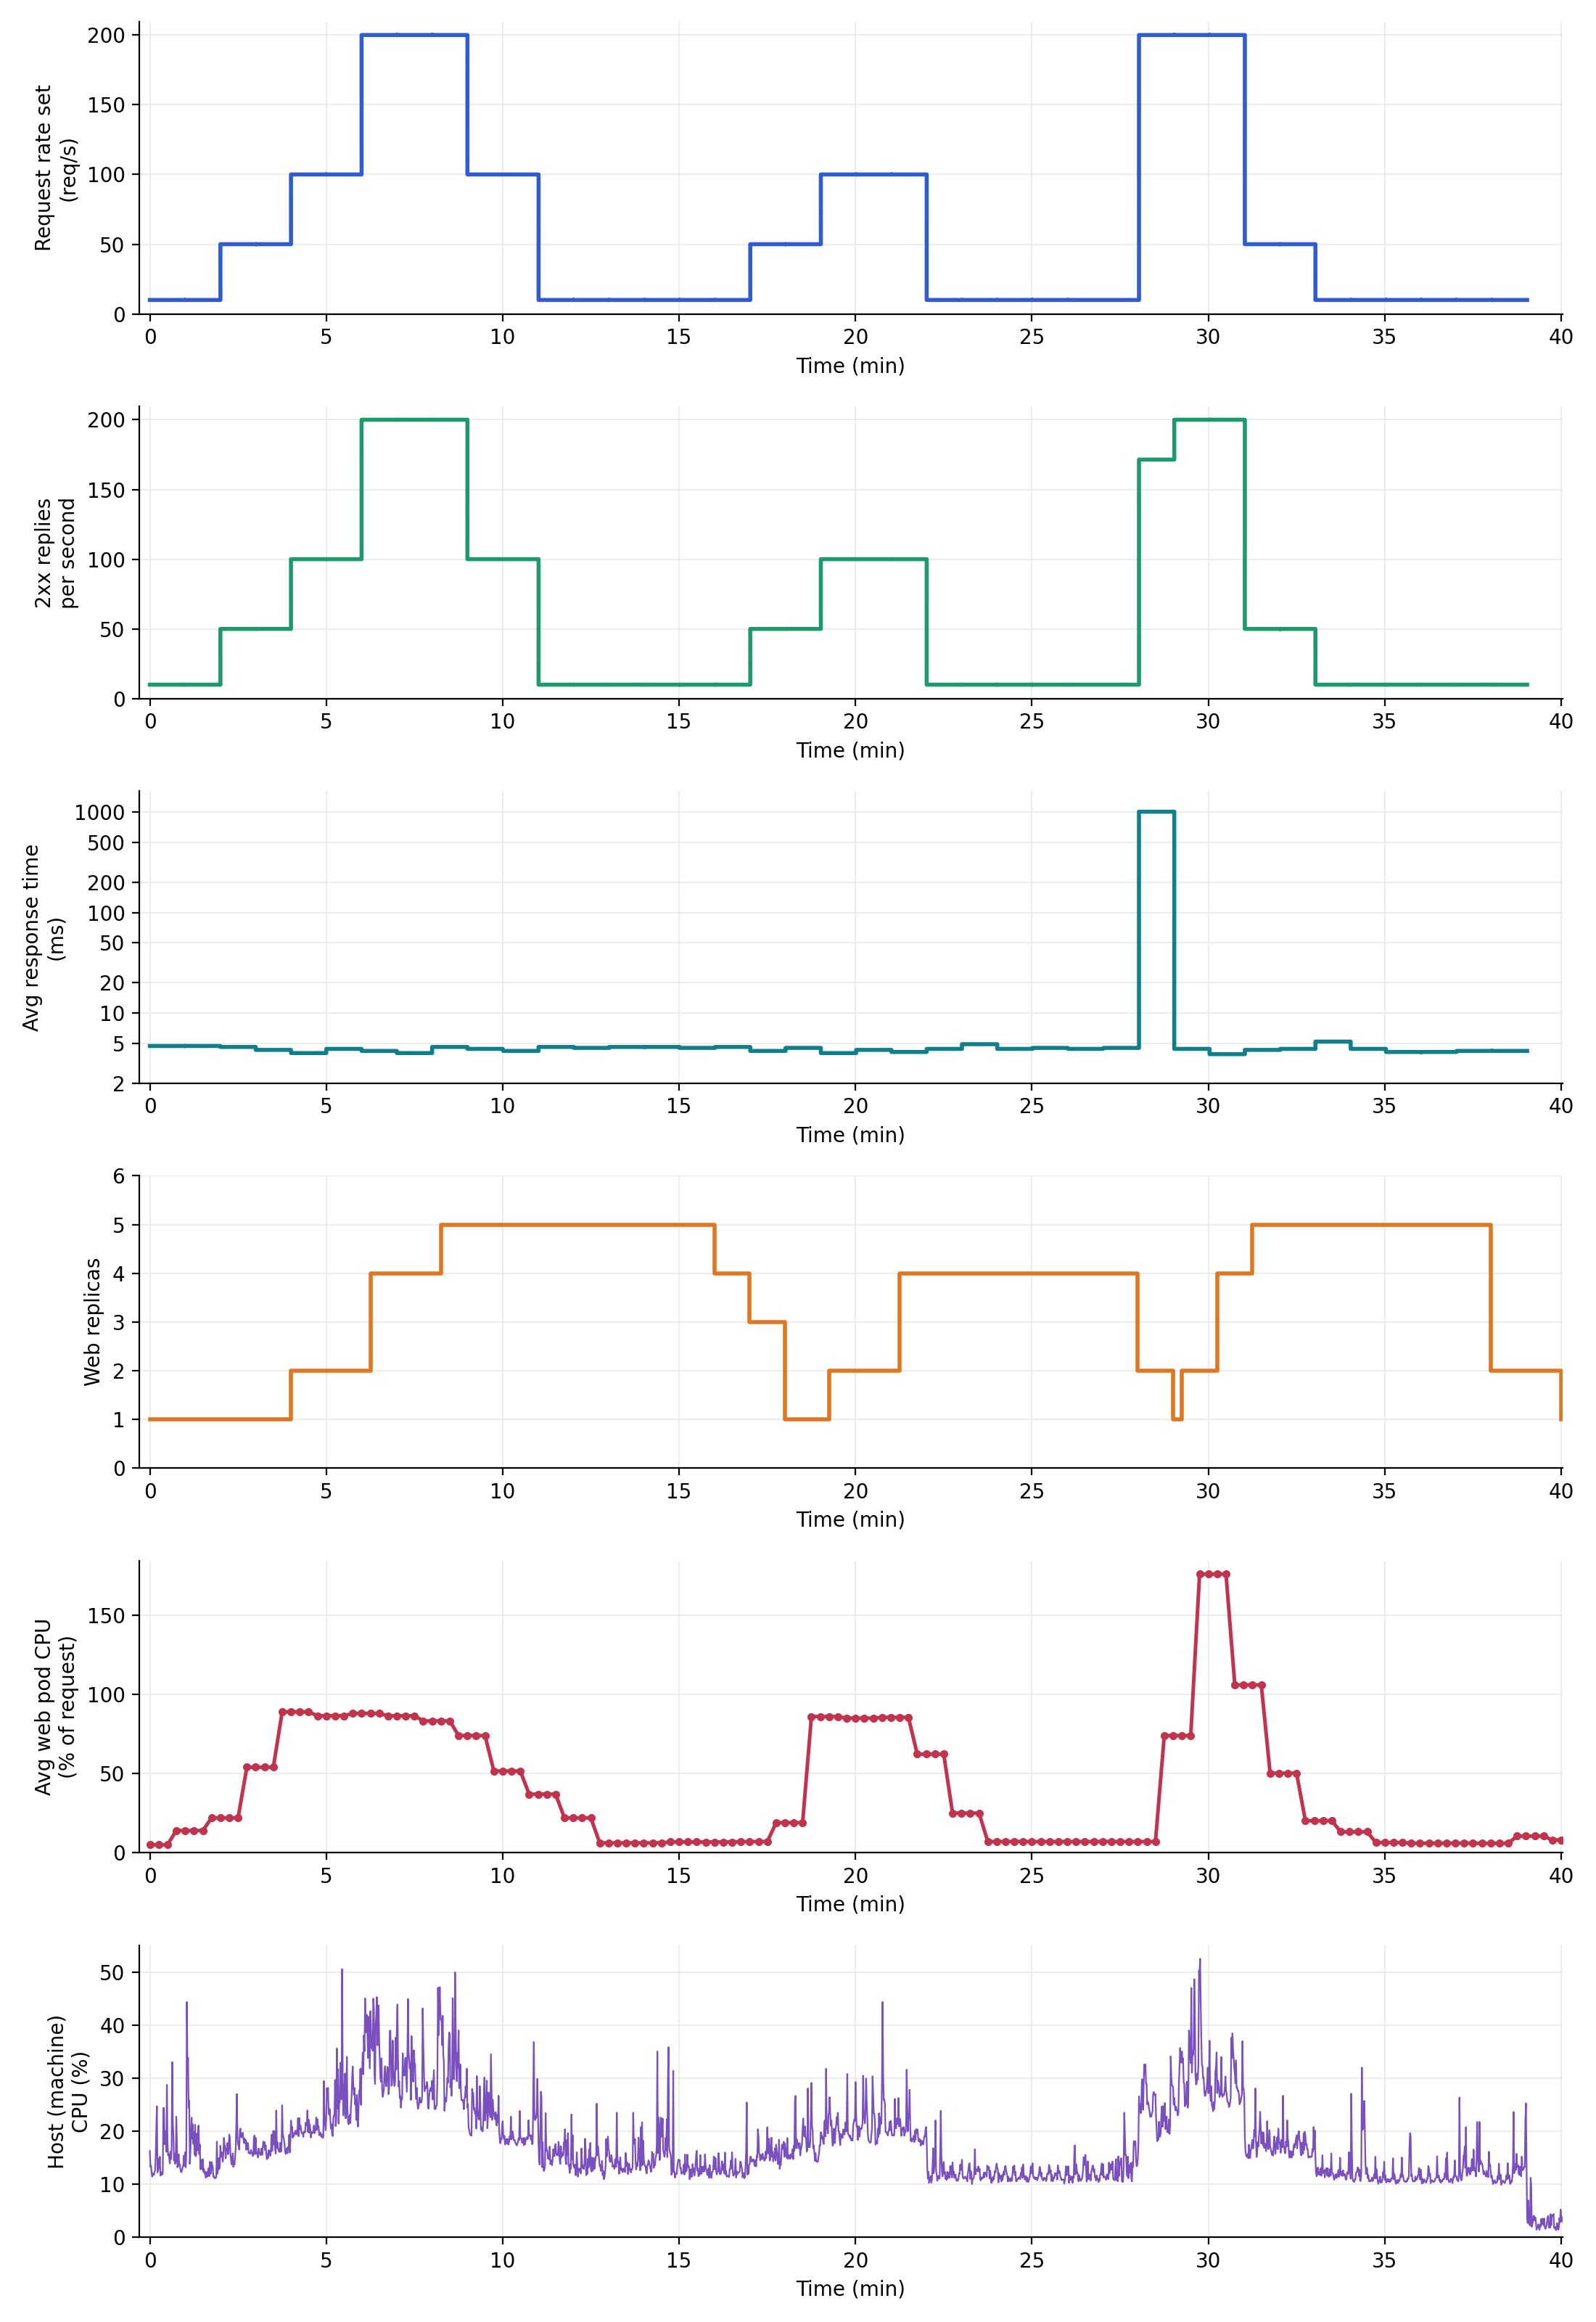 Request rate set
(req/s)
200
150
100
50
0
0 5 10 15 20 25 30 35 40
Time (min)
2xx replies
per second
200
150
100
50
0
0 5 10 15 20 25 30 35 40
Time (min)
Avg response time
(ms)
1000
500
200
100
50
20
10
5
2
0 5 10 15 20 25 30 35 40
Time (min)
Web replicas
6
5
4
3
2
1
0
0 5 10 15 20 25 30 35 40
Time (min)
Avg web pod CPU
(% of request)
150
100
50
0
0 5 10 15 20 25 30 35 40
Time (min)
Host (machine)
CPU (%)
50
40
30
20
10
0
0 5 10 15 20 25 30 35 40
Time (min)